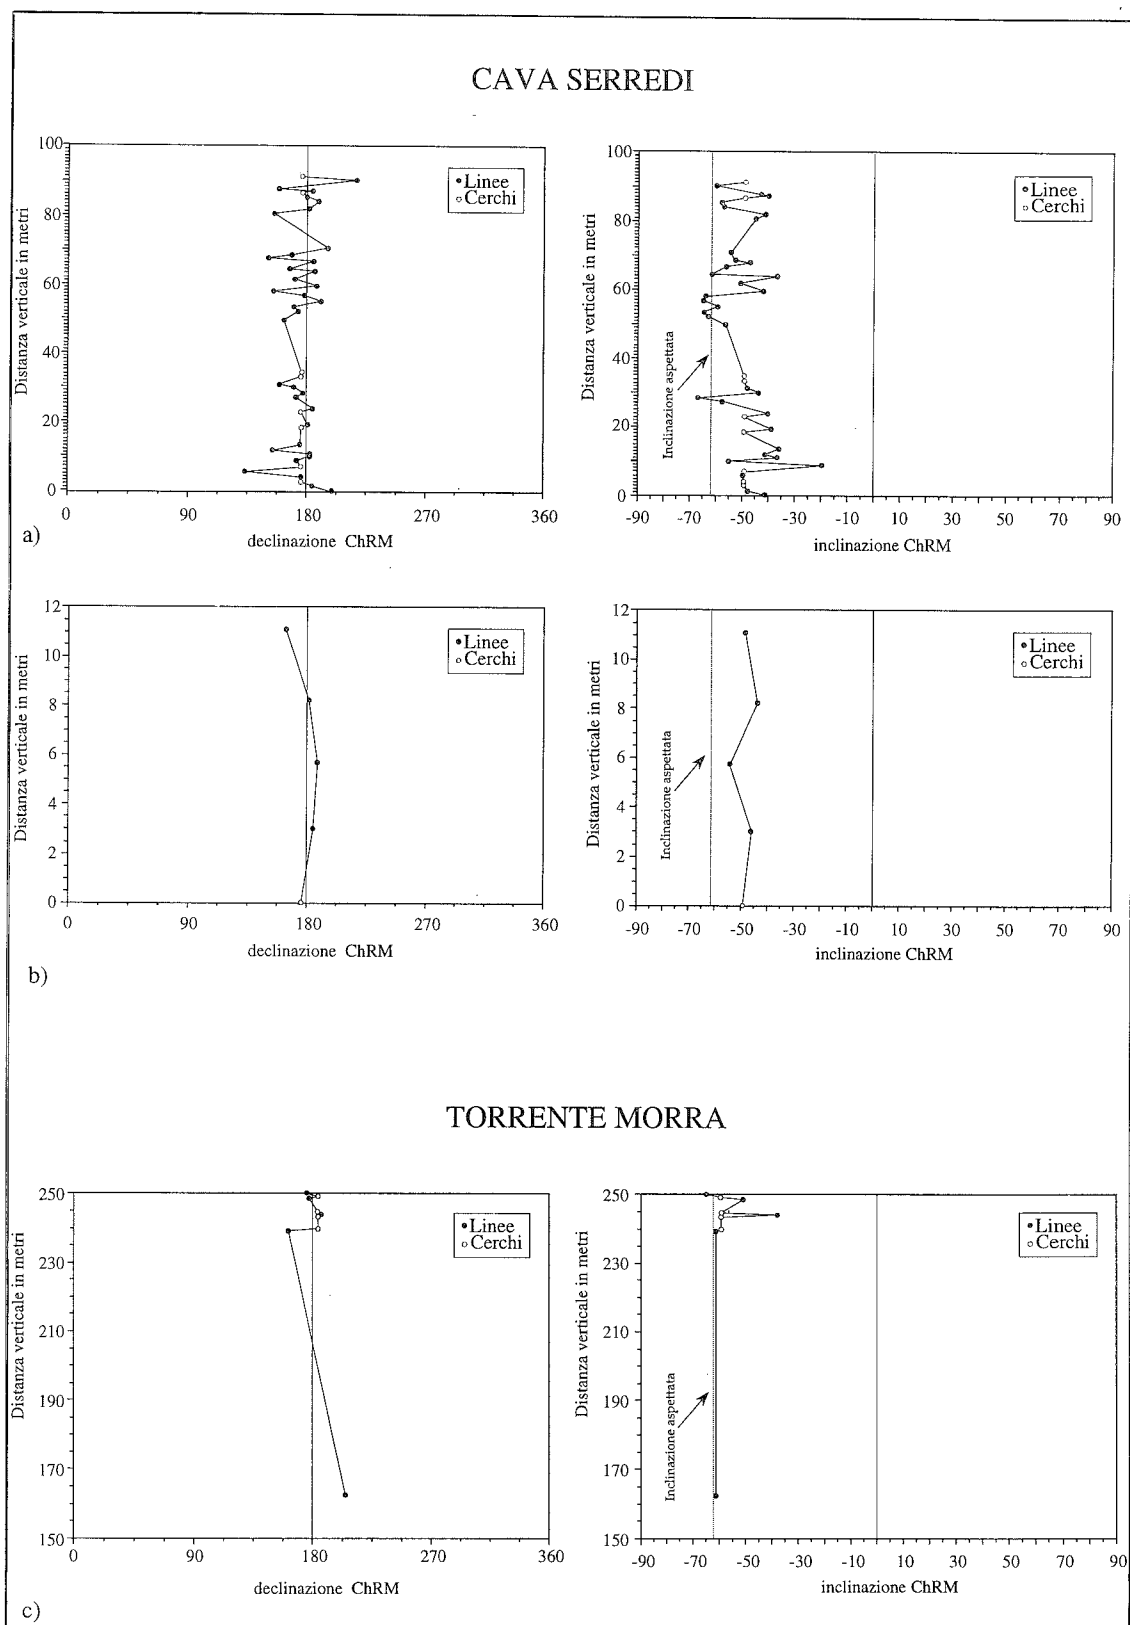 CAVA SERREDI
Distanza verticale in metri
100
80
60
40
20
0
0 90 180 270 360
declinazione ChRM
Linee
Cerchi
a)
Distanza verticale in metri
100
80
60
40
20
0
-90 -70 -50 -30 -10 10 30 50 70 90
inclinazione ChRM
Inclinazione aspettata
Linee
Cerchi
Distanza verticale in metri
12
10
8
6
4
2
0
0 90 180 270 360
declinazione ChRM
Linee
Cerchi
b)
Distanza verticale in metri
12
10
8
6
4
2
0
-90 -70 -50 -30 -10 10 30 50 70 90
inclinazione ChRM
Inclinazione aspettata
Linee
Cerchi
TORRENTE MORRA
Distanza verticale in metri
250
230
210
190
170
150
0 90 180 270 360
declinazione ChRM
Linee
Cerchi
c)
Distanza verticale in metri
250
230
210
190
170
150
-90 -70 -50 -30 -10 10 30 50 70 90
inclinazione ChRM
Inclinazione aspettata
Linee
Cerchi